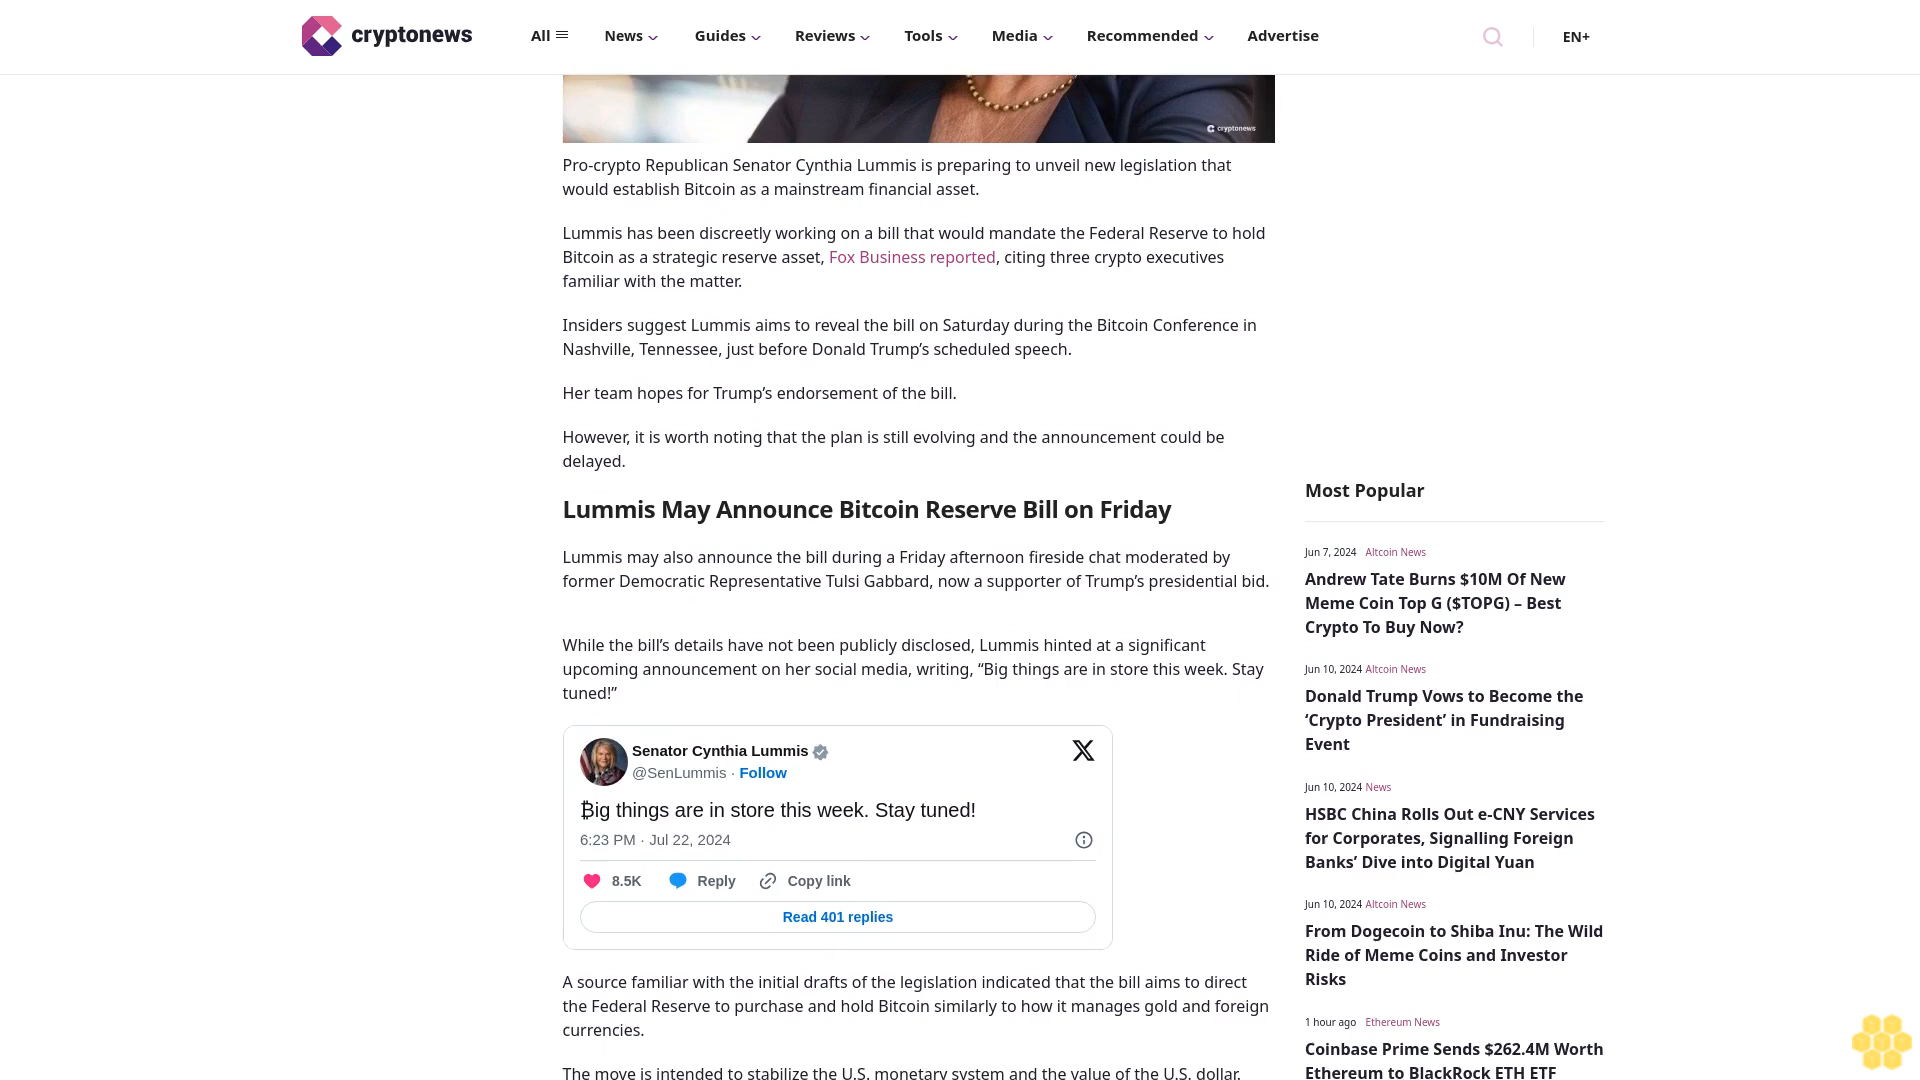 cryptonews
All
News
Guides
Reviews
Tools
Media
Recommended
Advertise
EN+
cryptonews
Pro-crypto Republican Senator Cynthia Lummis is preparing to unveil new legislation that
would establish Bitcoin as a mainstream financial asset.
Lummis has been discreetly working on a bill that would mandate the Federal Reserve to hold
Bitcoin as a strategic reserve asset, Fox Business reported, citing three crypto executives
familiar with the matter.
Insiders suggest Lummis aims to reveal the bill on Saturday during the Bitcoin Conference in
Nashville, Tennessee, just before Donald Trump’s scheduled speech.
Her team hopes for Trump’s endorsement of the bill.
However, it is worth noting that the plan is still evolving and the announcement could be
delayed.
Lummis May Announce Bitcoin Reserve Bill on Friday
Lummis may also announce the bill during a Friday afternoon fireside chat moderated by
former Democratic Representative Tulsi Gabbard, now a supporter of Trump’s presidential bid.
While the bill’s details have not been publicly disclosed, Lummis hinted at a significant
upcoming announcement on her social media, writing, “Big things are in store this week. Stay
tuned!”
Senator Cynthia Lummis
@SenLummis · Follow
₿ig things are in store this week. Stay tuned!
6:23 PM · Jul 22, 2024
8.5K
Reply
Copy link
Read 401 replies
A source familiar with the initial drafts of the legislation indicated that the bill aims to direct
the Federal Reserve to purchase and hold Bitcoin similarly to how it manages gold and foreign
currencies.
The move is intended to stabilize the U.S. monetary system and the value of the U.S. dollar.
Most Popular
Jun 7, 2024 Altcoin News
Andrew Tate Burns $10M Of New
Meme Coin Top G ($TOPG) – Best
Crypto To Buy Now?
Jun 10, 2024 Altcoin News
Donald Trump Vows to Become the
‘Crypto President’ in Fundraising
Event
Jun 10, 2024 News
HSBC China Rolls Out e-CNY Services
for Corporates, Signalling Foreign
Banks’ Dive into Digital Yuan
Jun 10, 2024 Altcoin News
From Dogecoin to Shiba Inu: The Wild
Ride of Meme Coins and Investor
Risks
1 hour ago Ethereum News
Coinbase Prime Sends $262.4M Worth
Ethereum to BlackRock ETH ETF